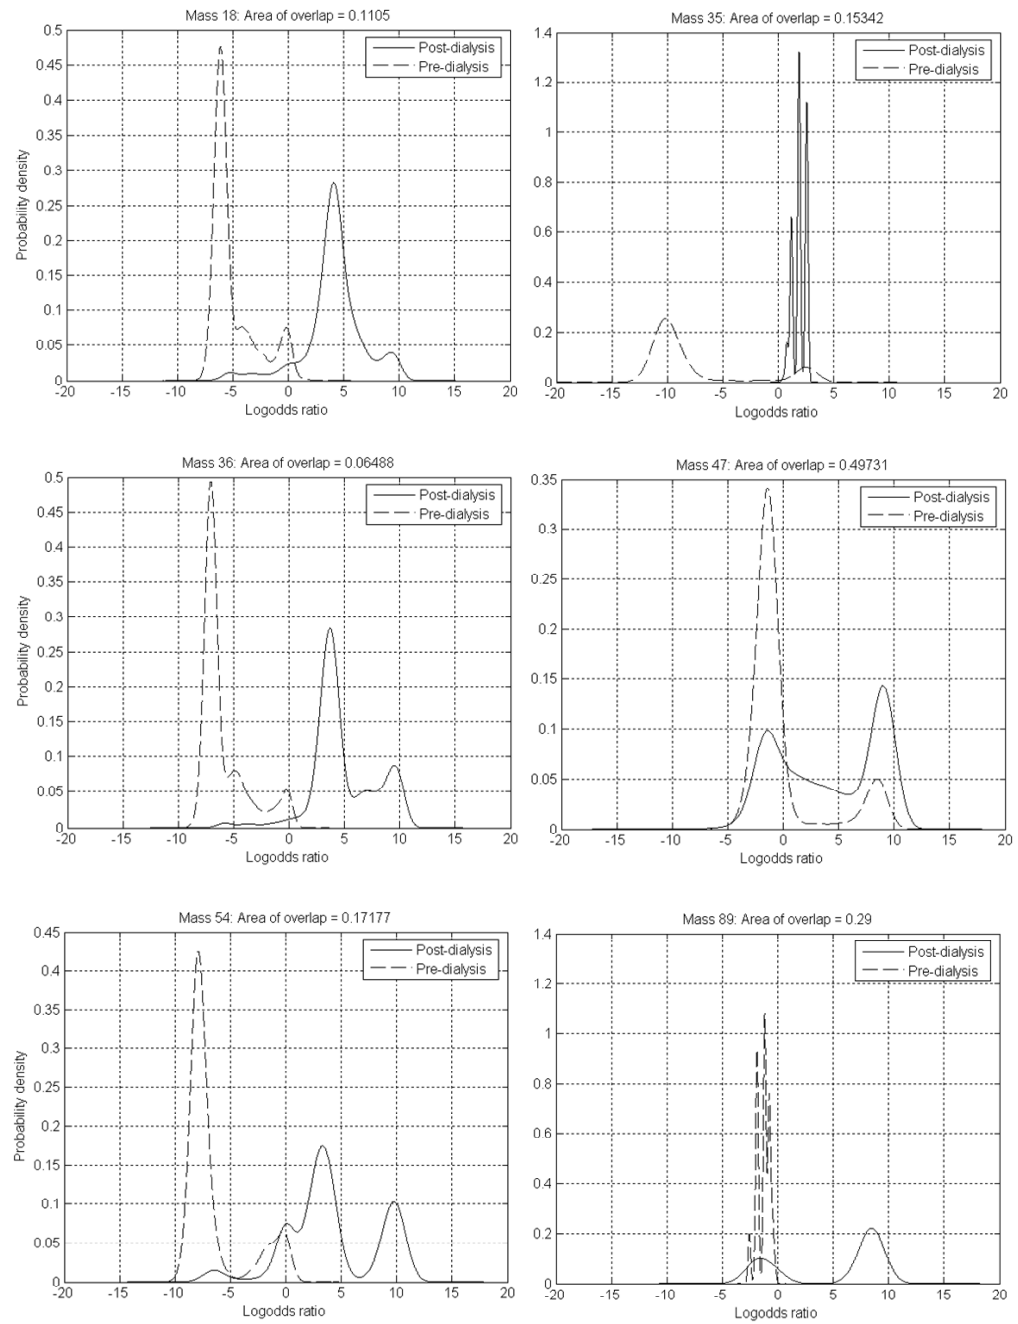 Mass 18: Area of overlap = 0.1105
Post-dialysis
Pre-dialysis
Probability density
0.5
0.45
0.4
0.35
0.3
0.25
0.2
0.15
0.1
0.05
0
-20 -15 -10 -5 0 5 10 15 20
Logodds ratio
Mass 35: Area of overlap = 0.15342
Post-dialysis
Pre-dialysis
1.4
1.2
1
0.8
0.6
0.4
0.2
0
-20 -15 -10 -5 0 5 10 15 20
Logodds ratio
Mass 36: Area of overlap = 0.06488
Post-dialysis
Pre-dialysis
Probability density
0.5
0.45
0.4
0.35
0.3
0.25
0.2
0.15
0.1
0.05
0
-20 -15 -10 -5 0 5 10 15 20
Logodds ratio
Mass 47: Area of overlap = 0.49731
Post-dialysis
Pre-dialysis
0.35
0.3
0.25
0.2
0.15
0.1
0.05
0
-20 -15 -10 -5 0 5 10 15 20
Logodds ratio
Mass 54: Area of overlap = 0.17177
Post-dialysis
Pre-dialysis
Probability density
0.45
0.4
0.35
0.3
0.25
0.2
0.15
0.1
0.05
0
-20 -15 -10 -5 0 5 10 15 20
Logodds ratio
Mass 89: Area of overlap = 0.29
Post-dialysis
Pre-dialysis
1.4
1.2
1
0.8
0.6
0.4
0.2
0
-20 -15 -10 -5 0 5 10 15 20
Logodds ratio